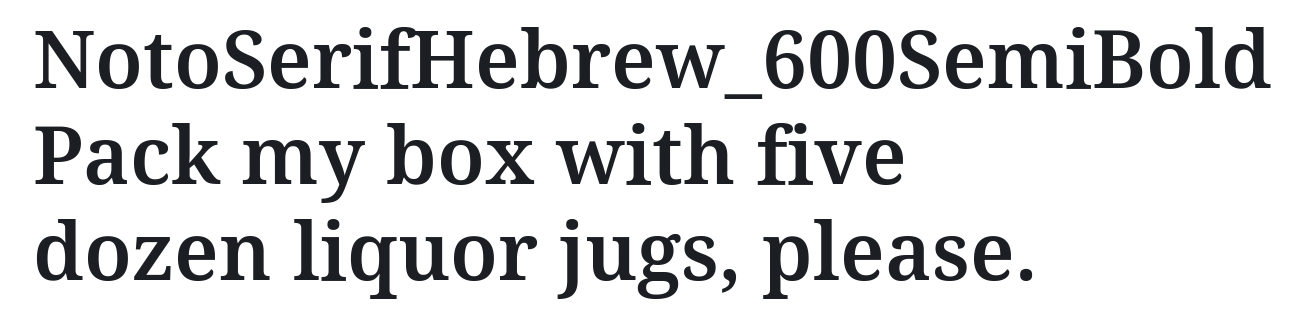 NotoSerifHebrew_600SemiBold
Pack my box with five
dozen liquor jugs, please.